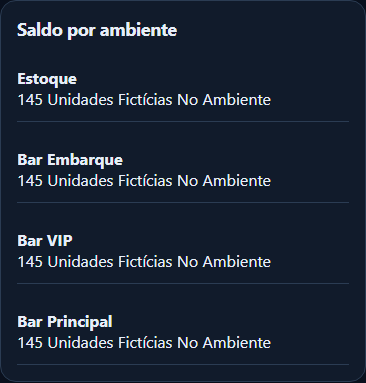 Saldo por ambiente
Estoque
145 Unidades Fictícias No Ambiente
Bar Embarque
145 Unidades Fictícias No Ambiente
Bar VIP
145 Unidades Fictícias No Ambiente
Bar Principal
145 Unidades Fictícias No Ambiente